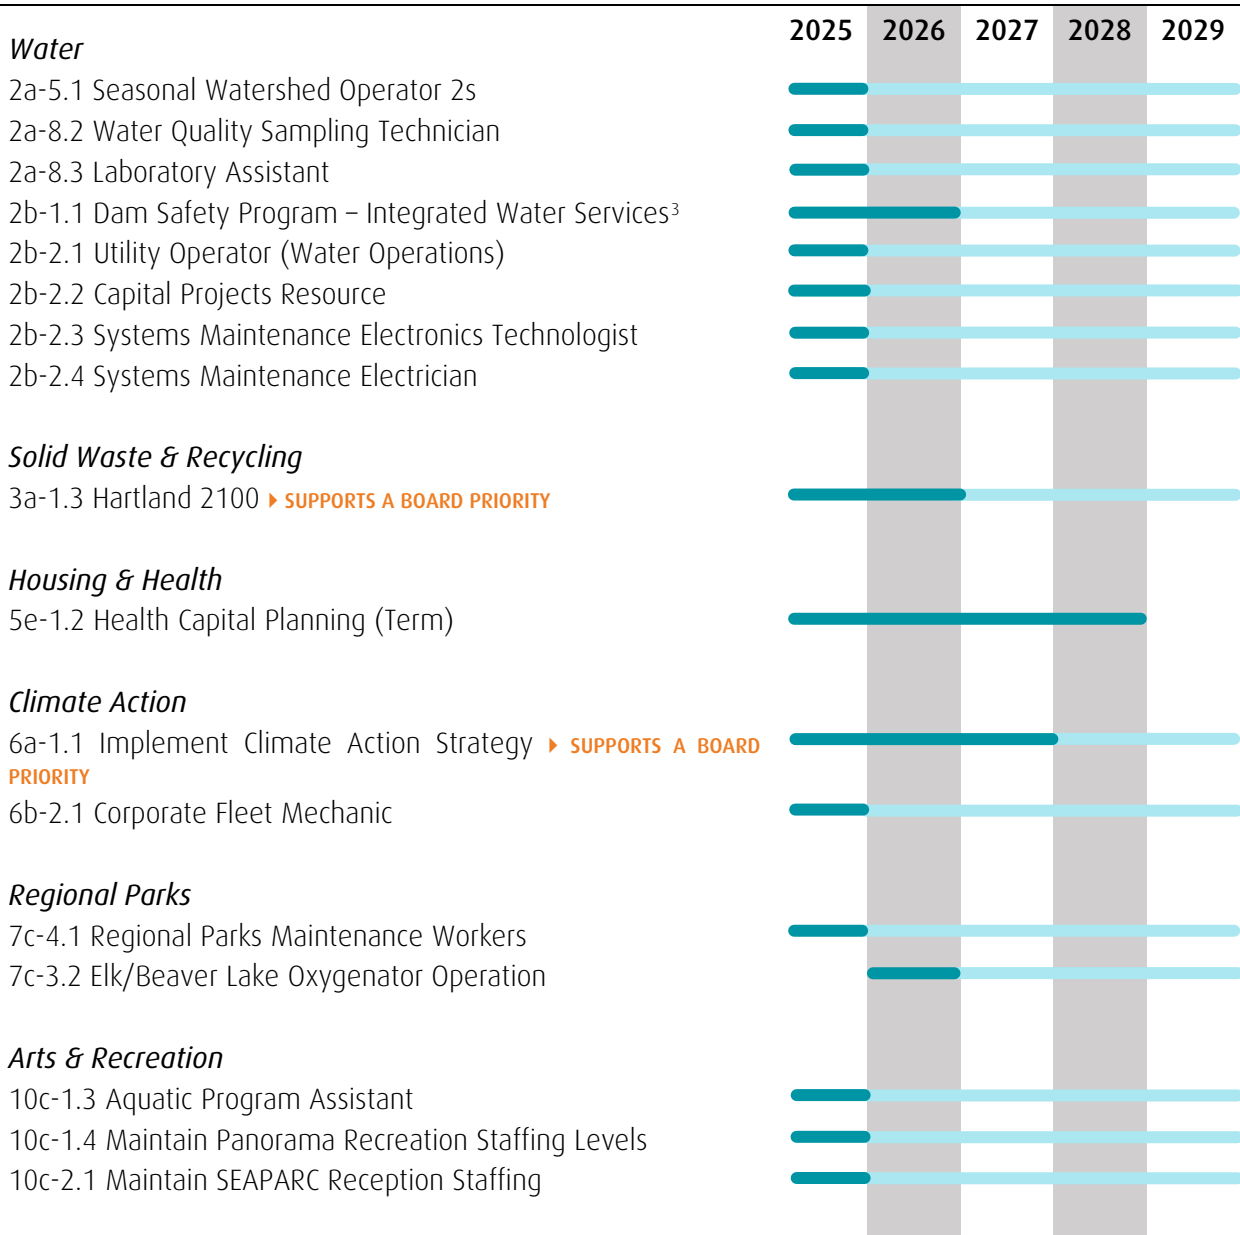 2025 2026 2027 2028 2029
Water
2a-5.1 Seasonal Watershed Operator 2s
2a-8.2 Water Quality Sampling Technician
2a-8.3 Laboratory Assistant
2b-1.1 Dam Safety Program – Integrated Water Services³
2b-2.1 Utility Operator (Water Operations)
2b-2.2 Capital Projects Resource
2b-2.3 Systems Maintenance Electronics Technologist
2b-2.4 Systems Maintenance Electrician
Solid Waste & Recycling
3a-1.3 Hartland 2100 ▸ SUPPORTS A BOARD PRIORITY
Housing & Health
5e-1.2 Health Capital Planning (Term)
Climate Action
6a-1.1 Implement Climate Action Strategy ▸ SUPPORTS A BOARD
PRIORITY
6b-2.1 Corporate Fleet Mechanic
Regional Parks
7c-4.1 Regional Parks Maintenance Workers
7c-3.2 Elk/Beaver Lake Oxygenator Operation
Arts & Recreation
10c-1.3 Aquatic Program Assistant
10c-1.4 Maintain Panorama Recreation Staffing Levels
10c-2.1 Maintain SEAPARC Reception Staffing